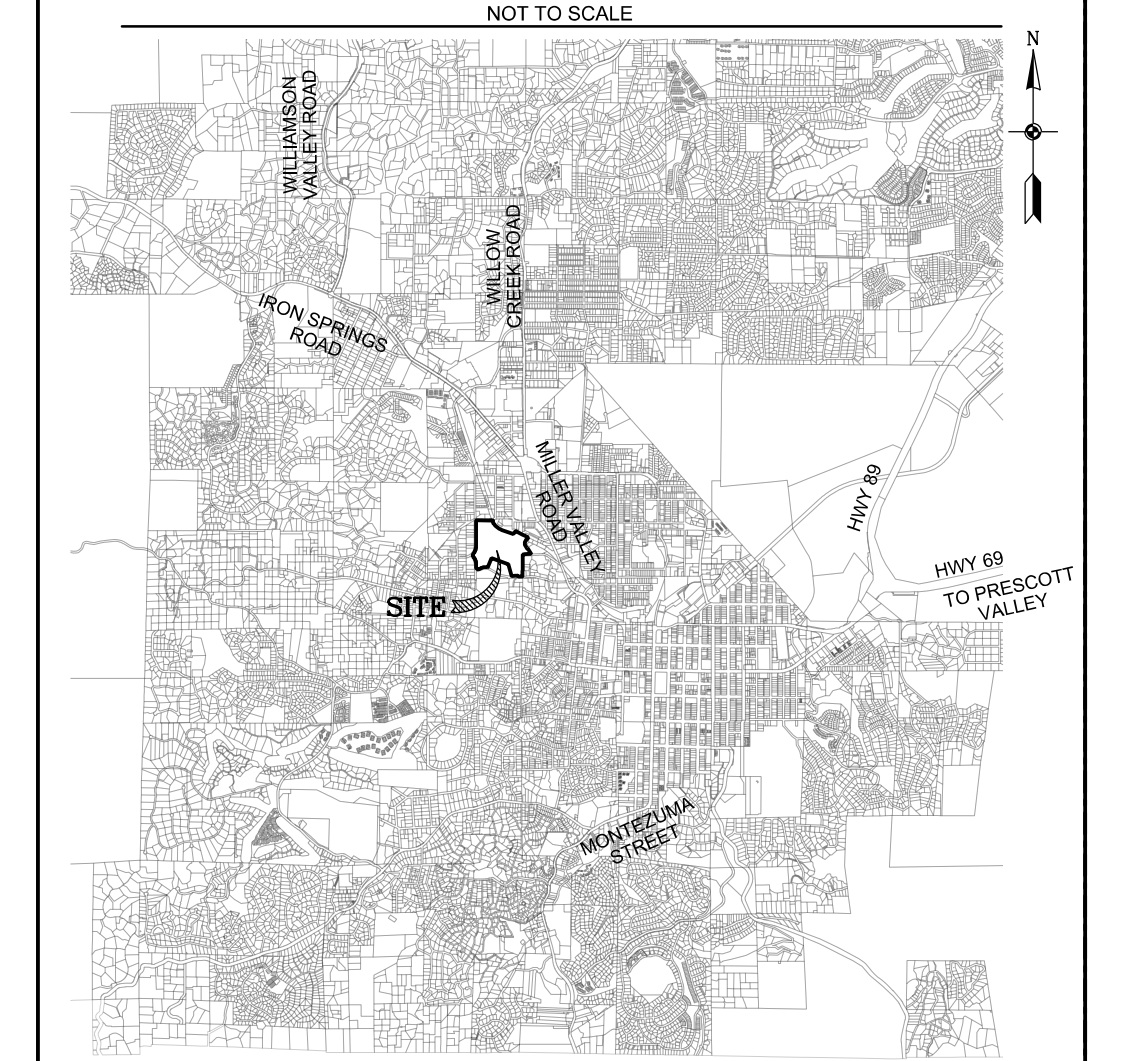 NOT TO SCALE
N
WILLIAMSON
VALLEY ROAD
WILLOW
CREEK ROAD
IRON SPRINGS
ROAD
MILLER VALLEY
ROAD
HWY 89
HWY 69
TO PRESCOTT
VALLEY
SITE
MONTEZUMA
STREET